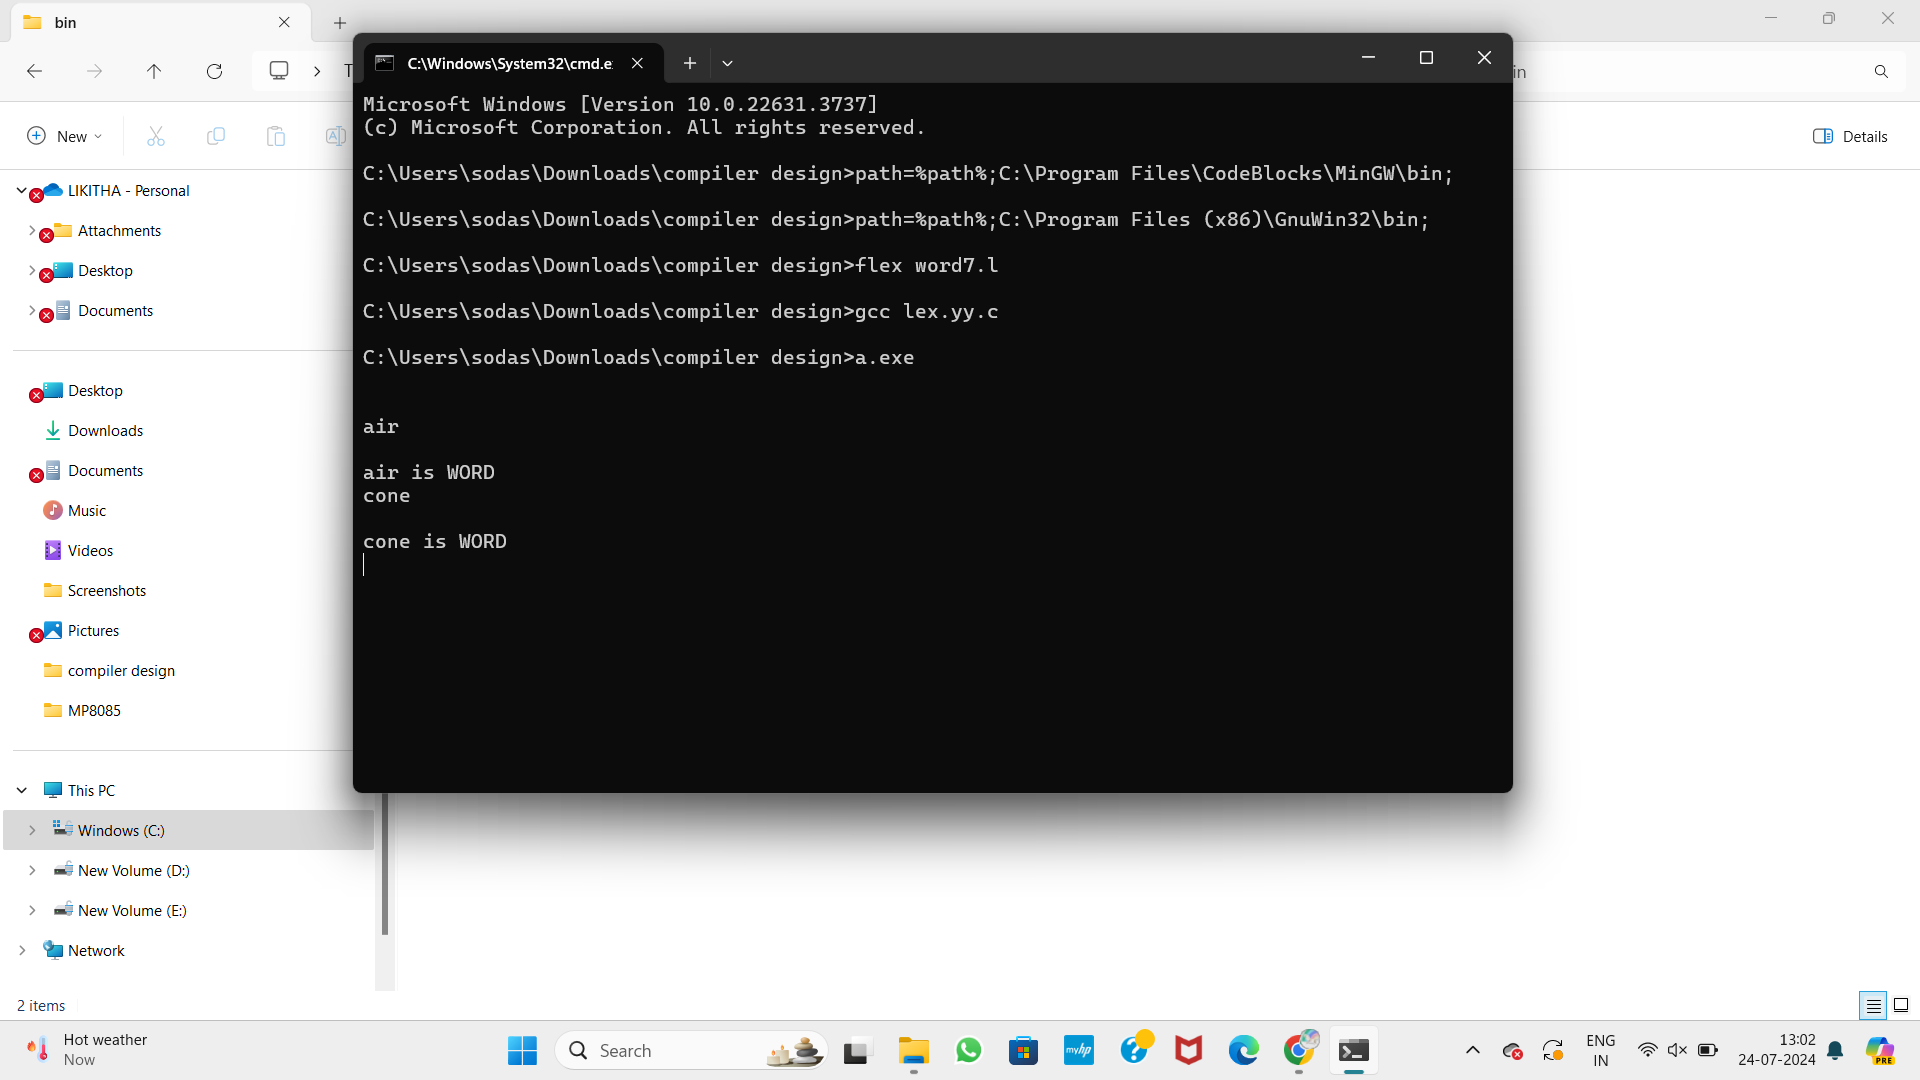 bin
T
in
New
Details
C:\Windows\System32\cmd.e
Microsoft Windows [Version 10.0.22631.3737]
(c) Microsoft Corporation. All rights reserved.
C:\Users\sodas\Downloads\compiler design>path=%path%;C:\Program Files\CodeBlocks\MinGW\bin;
C:\Users\sodas\Downloads\compiler design>path=%path%;C:\Program Files (x86)\GnuWin32\bin;
C:\Users\sodas\Downloads\compiler design>flex word7.l
C:\Users\sodas\Downloads\compiler design>gcc lex.yy.c
C:\Users\sodas\Downloads\compiler design>a.exe
air
air is WORD
cone
cone is WORD
LIKITHA - Personal
Attachments
Desktop
Documents
Desktop
Downloads
Documents
Music
Videos
Screenshots
Pictures
compiler design
MP8085
This PC
Windows (C:)
New Volume (D:)
New Volume (E:)
Network
2 items
Hot weather
Now
Search
myhp
ENG
IN
13:02
24-07-2024
PRE